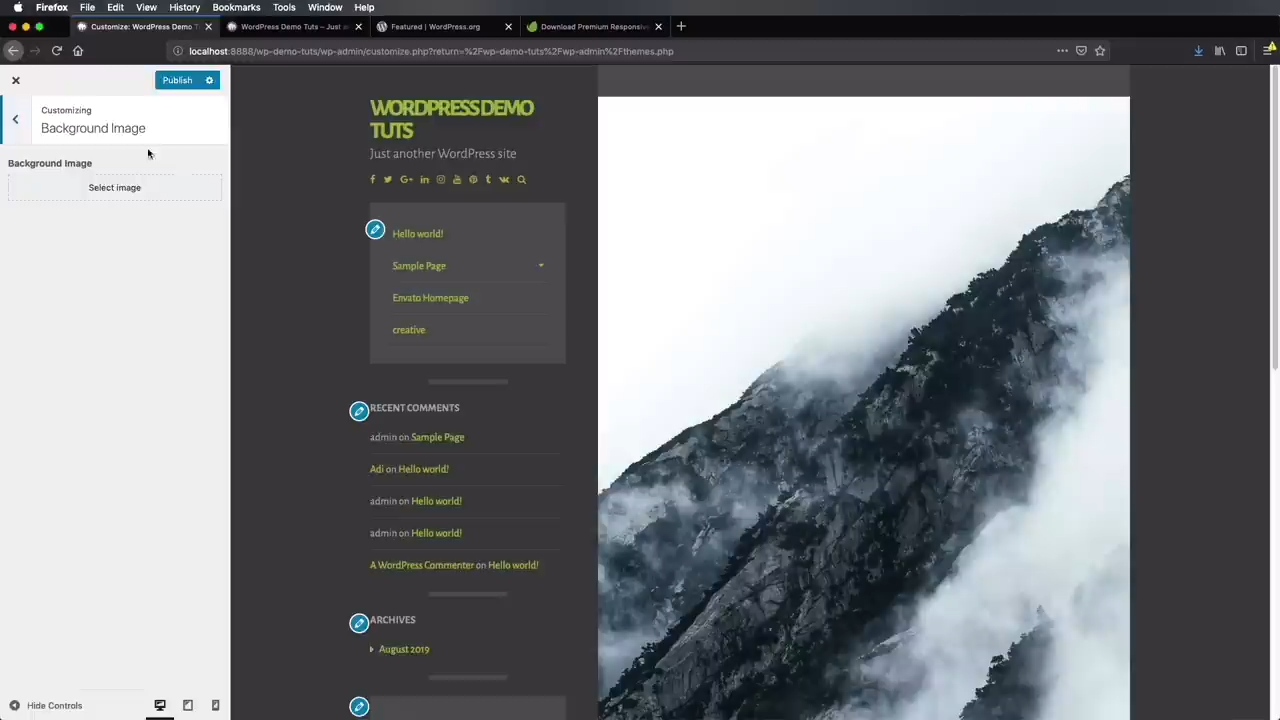 Firefox File Edit View History Bookmarks Tools Window Help
Customize: WordPress Demo T
WordPress Demo Tuts – Just an
Featured | WordPress.org
Download Premium Responsive
localhost:8888/wp-demo-tuts/wp-admin/customize.php?return=%2Fwp-demo-tuts%2Fwp-admin%2Fthemes.php
Publish
Customizing
Background Image
Background Image
Select image
Hide Controls
WORDPRESS DEMO
TUTS
Just another WordPress site
Hello world!
Sample Page
Envato Homepage
creative
RECENT COMMENTS
admin on Sample Page
Adi on Hello world!
admin on Hello world!
admin on Hello world!
A WordPress Commenter on Hello world!
ARCHIVES
August 2019